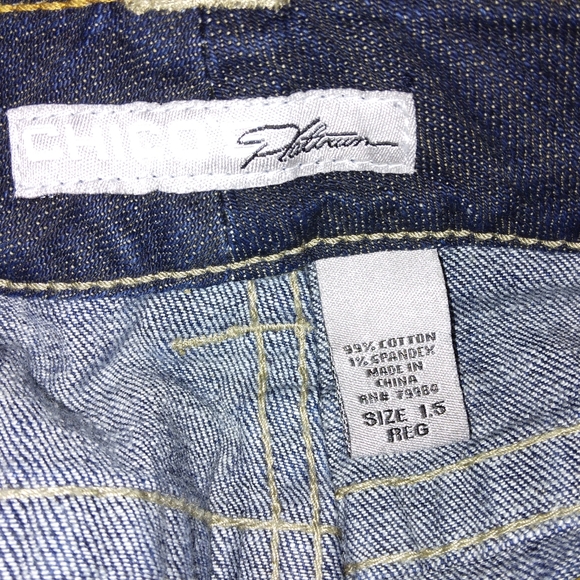 CHICO'S Platinum
99% COTTON
1% SPANDEX
MADE IN
CHINA
RN# 79984
SIZE 1.5
REG